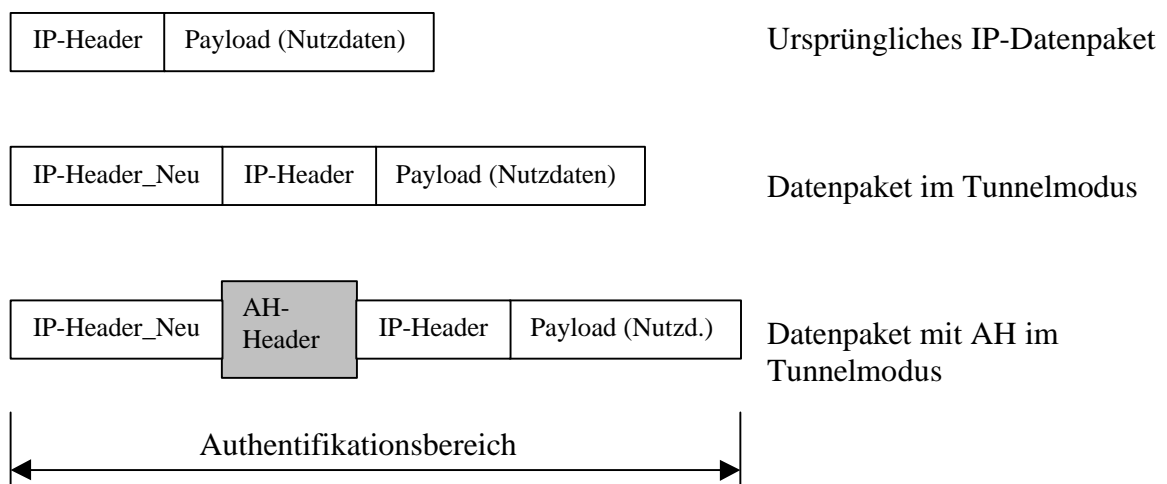 IP-Header Payload (Nutzdaten) Ursprüngliches IP-Datenpaket
IP-Header_Neu IP-Header Payload (Nutzdaten) Datenpaket im Tunnelmodus
IP-Header_Neu AH-
Header IP-Header Payload (Nutzd.) Datenpaket mit AH im
Tunnelmodus
Authentifikationsbereich